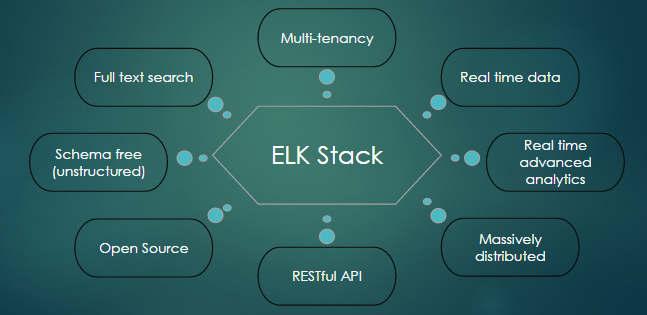 Multi-tenancy
Full text search
Real time data
ELK Stack
Schema free
(unstructured)
Real time
advanced
analytics
Open Source
Massively
distributed
RESTful API